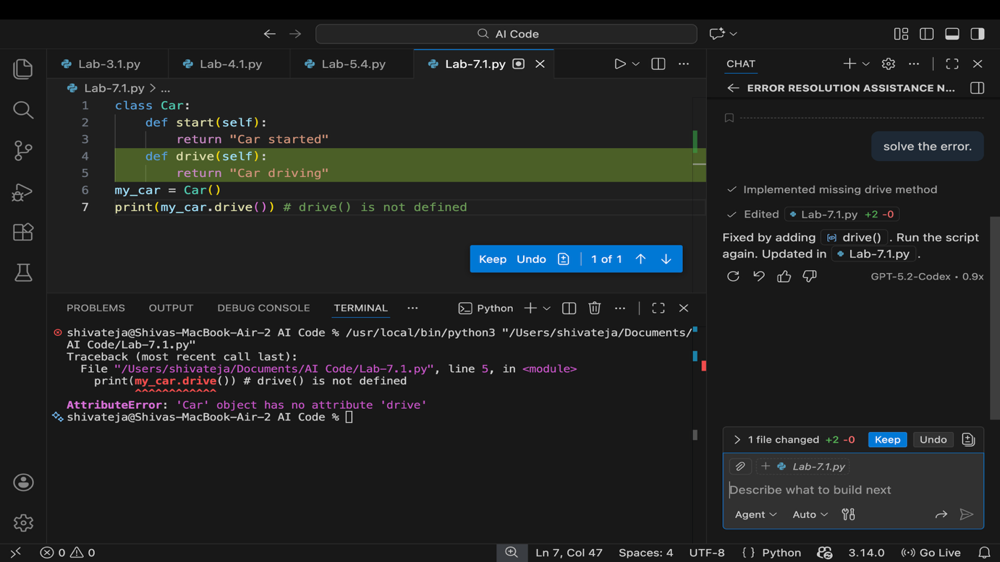 AI Code
Lab-3.1.py
Lab-4.1.py
Lab-5.4.py
Lab-7.1.py
Lab-7.1.py > ...
1 class Car:
2     def start(self):
3         return "Car started"
4     def drive(self):
5         return "Car driving"
6 my_car = Car()
7 print(my_car.drive()) # drive() is not defined
Keep Undo 1 of 1
PROBLEMS OUTPUT DEBUG CONSOLE TERMINAL ... Python
shivateja@Shivas-MacBook-Air-2 AI Code % /usr/local/bin/python3 "/Users/shivateja/Documents/
AI Code/Lab-7.1.py"
Traceback (most recent call last):
  File "/Users/shivateja/Documents/AI Code/Lab-7.1.py", line 5, in <module>
    print(my_car.drive()) # drive() is not defined
          ^^^^^^^^^^^^
AttributeError: 'Car' object has no attribute 'drive'
shivateja@Shivas-MacBook-Air-2 AI Code %
CHAT
ERROR RESOLUTION ASSISTANCE N...
solve the error.
Implemented missing drive method
Edited Lab-7.1.py +2 -0
Fixed by adding drive() . Run the script
again. Updated in Lab-7.1.py .
GPT-5.2-Codex • 0.9x
1 file changed +2 -0 Keep Undo
Lab-7.1.py
Describe what to build next
Agent Auto
0 0 Ln 7, Col 47 Spaces: 4 UTF-8 {} Python 3.14.0 Go Live